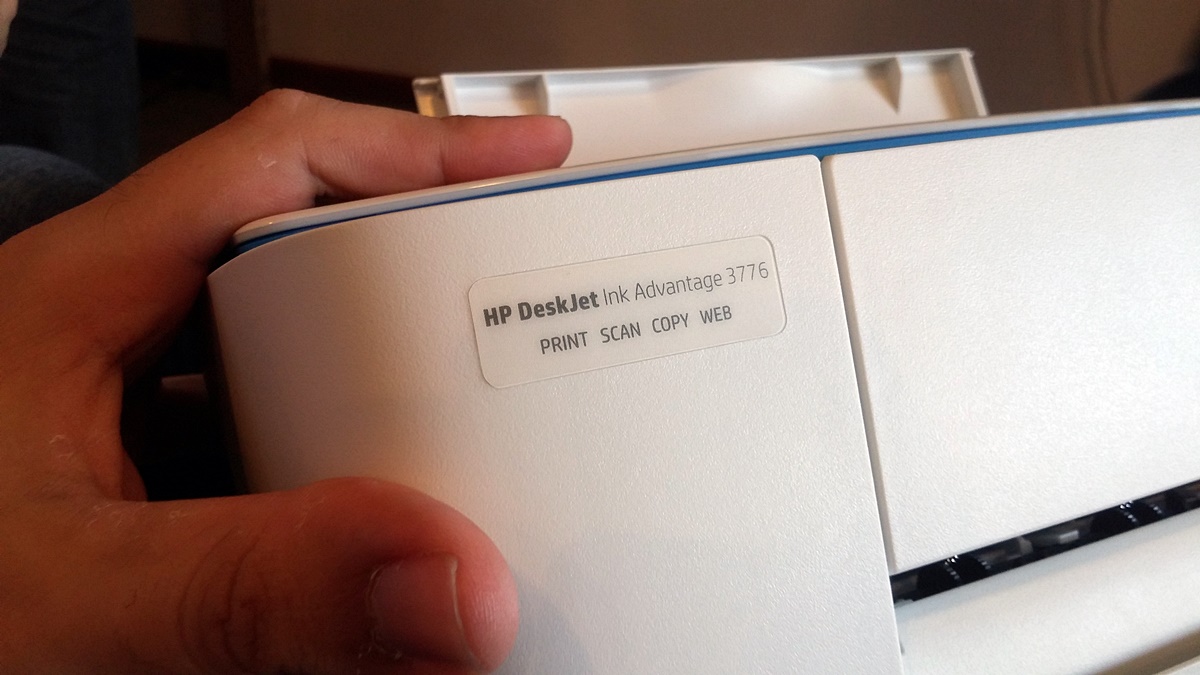 HP DeskJet Ink Advantage 3776
PRINT SCAN COPY WEB